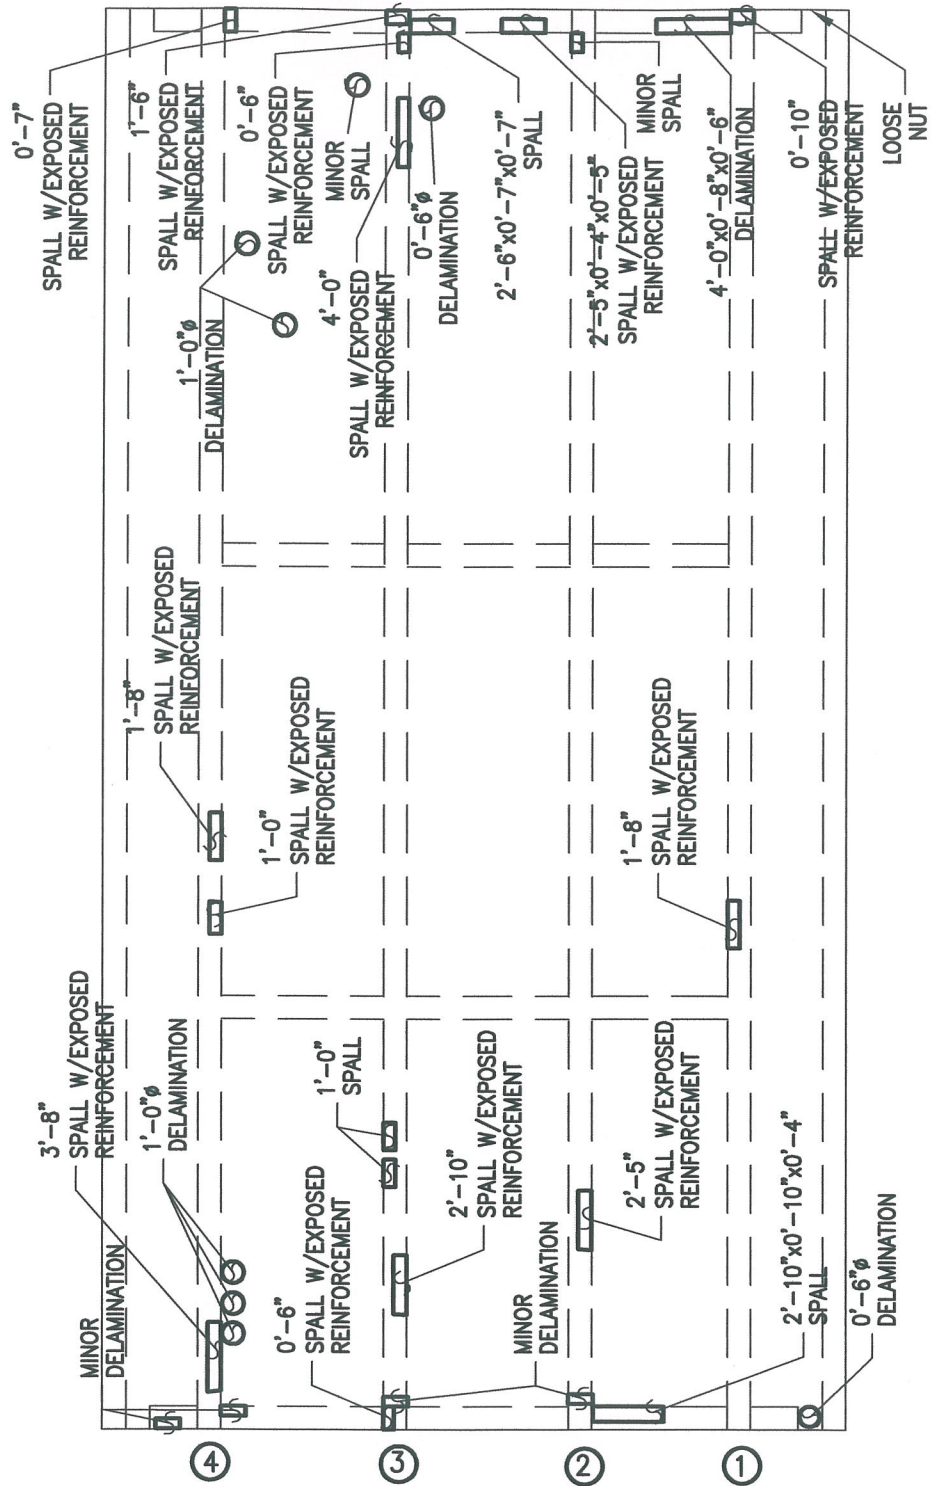 MINOR
DELAMINATION
3'-8"
SPALL W/EXPOSED
REINFORCEMENT
1'-0"ø
DELAMINATION
1'-8"
SPALL W/EXPOSED
REINFORCEMENT
1'-0"
SPALL W/EXPOSED
REINFORCEMENT
1'-0"ø
DELAMINATION
0'-7"
SPALL W/EXPOSED
REINFORCEMENT
1'-6"
SPALL W/EXPOSED
REINFORCEMENT
0'-6"
SPALL W/EXPOSED
REINFORCEMENT
MINOR
SPALL
4'-0"
SPALL W/EXPOSED
REINFORCEMENT
0'-6"ø
DELAMINATION
2'-6"x0'-7"x0'-7"
SPALL
2'-5"x0'-4"x0'-5"
SPALL W/EXPOSED
REINFORCEMENT
MINOR
SPALL
4'-0"x0'-8"x0'-6"
DELAMINATION
0'-10"
SPALL W/EXPOSED
REINFORCEMENT
LOOSE
NUT
0'-6"
SPALL W/EXPOSED
REINFORCEMENT
1'-0"
SPALL
2'-10"
SPALL W/EXPOSED
REINFORCEMENT
MINOR
DELAMINATION
2'-5"
SPALL W/EXPOSED
REINFORCEMENT
1'-8"
SPALL W/EXPOSED
REINFORCEMENT
2'-10"x0'-10"x0'-4"
SPALL
0'-6"ø
DELAMINATION
4
3
2
1